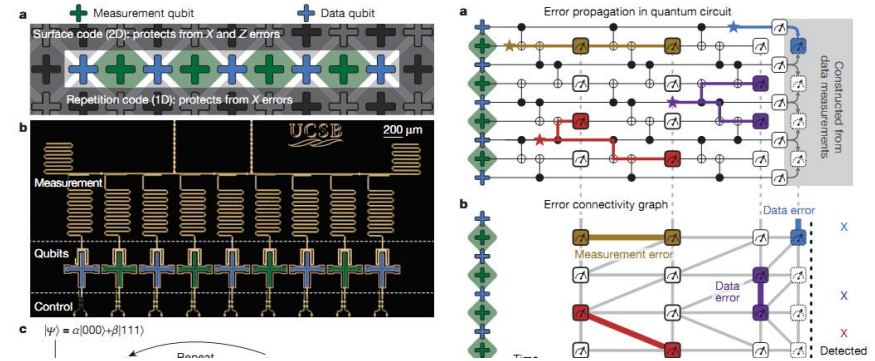 a
Measurement qubit
Data qubit
Surface code (2D): protects from X and Z errors
Repetition code (1D): protects from X errors
b
UCSB
200 μm
Measurement
Qubits
Control
c
|Ψ⟩ = α|000⟩+β|111⟩
Repeat
a
Error propagation in quantum circuit
Constructed from
data measurements
b
Error connectivity graph
Data error
X
Measurement error
Data
error
X
X
Time
Detected